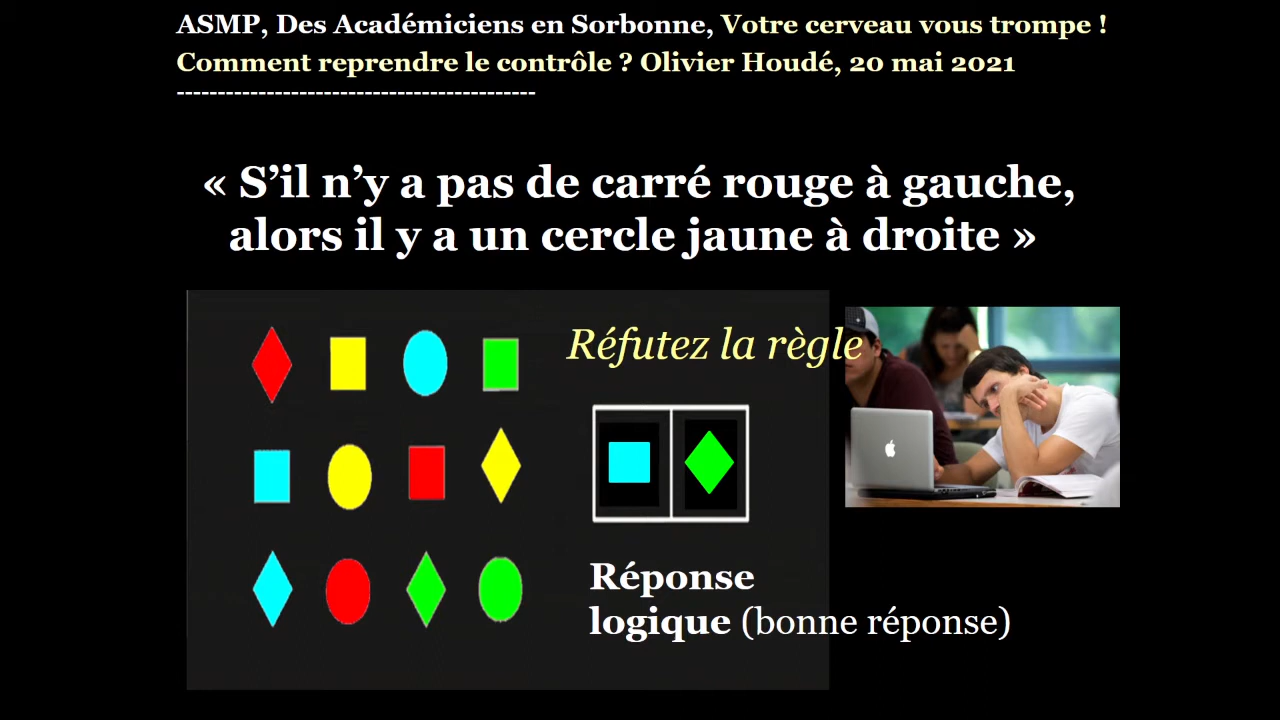 ASMP, Des Académiciens en Sorbonne, Votre cerveau vous trompe !
Comment reprendre le contrôle ? Olivier Houdé, 20 mai 2021
--------------------------------------------
« S’il n’y a pas de carré rouge à gauche,
alors il y a un cercle jaune à droite »
Réfutez la règle
Réponse
logique (bonne réponse)